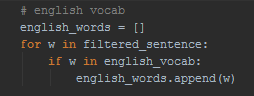 # english vocab
english_words = []
for w in filtered_sentence:
    if w in english_vocab:
        english_words.append(w)